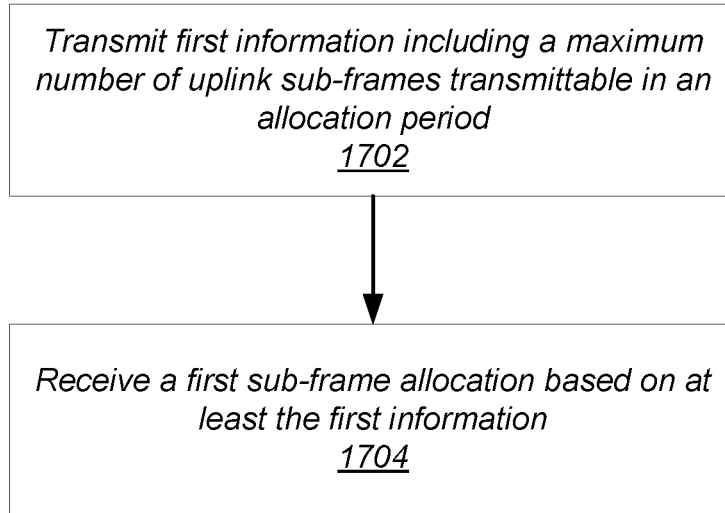 Transmit first information including a maximum
number of uplink sub-frames transmittable in an
allocation period
1702
Receive a first sub-frame allocation based on at
least the first information
1704